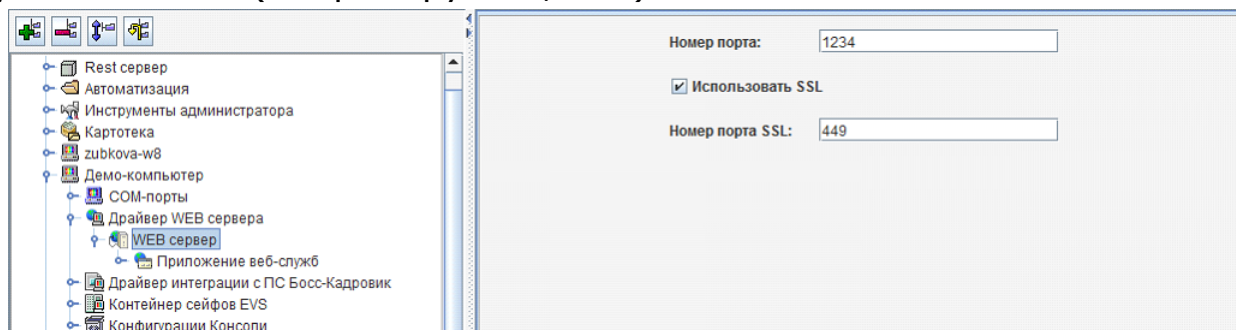 Rest сервер
Автоматизация
Инструменты администратора
Картотека
zubkova-w8
Демо-компьютер
COM-порты
Драйвер WEB сервера
WEB сервер
Приложение веб-служб
Драйвер интеграции с ПС Босс-Кадровик
Контейнер сейфов EVS
Конфигурации Консоли
Номер порта: 1234
Использовать SSL
Номер порта SSL: 449